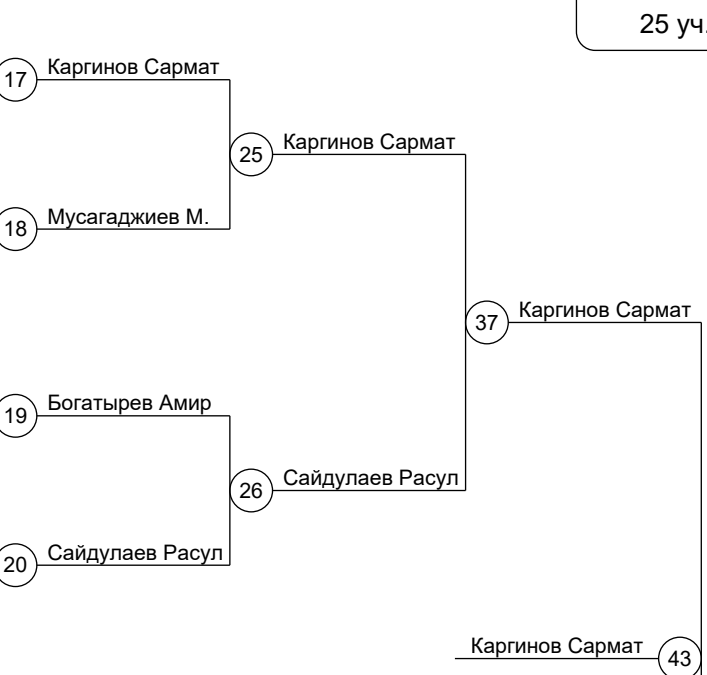 25 уч.
17 Каргинов Сармат
25 Каргинов Сармат
18 Мусагаджиев М.
37 Каргинов Сармат
19 Богатырев Амир
26 Сайдулаев Расул
20 Сайдулаев Расул
Каргинов Сармат 43